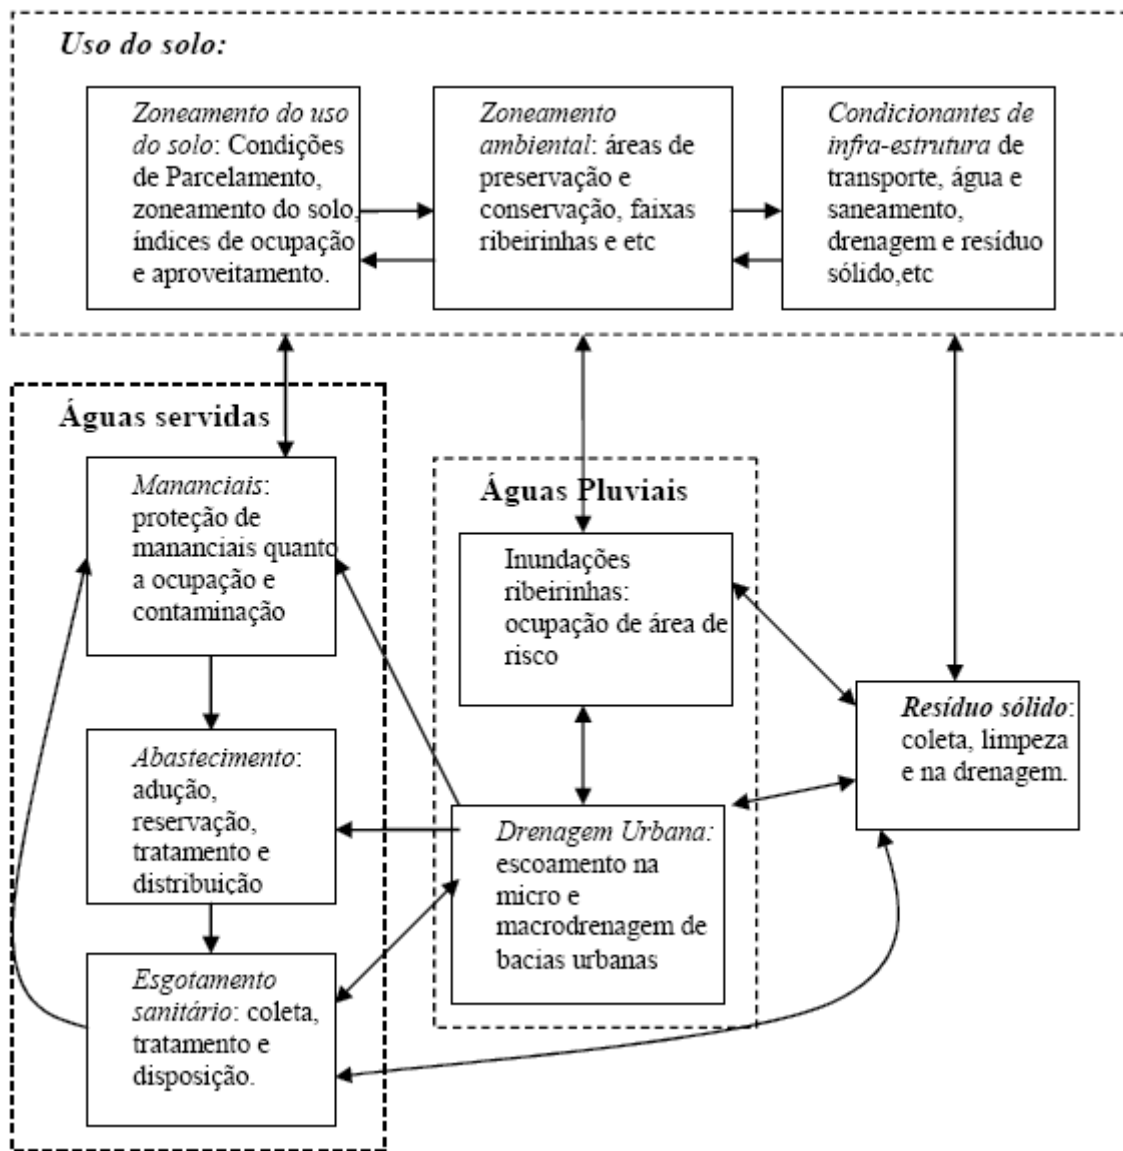 Uso do solo:
Zoneamento do uso
do solo: Condições
de Parcelamento,
zoneamento do solo,
índices de ocupação
e aproveitamento.
Zoneamento
ambiental: áreas de
preservação e
conservação, faixas
ribeirinhas e etc
Condicionantes de
infra-estrutura de
transporte, água e
saneamento,
drenagem e resíduo
sólido,etc
Águas servidas
Mananciais:
proteção de
mananciais quanto
a ocupação e
contaminação
Abastecimento:
adução,
reservação,
tratamento e
distribuição
Esgotamento
sanitário: coleta,
tratamento e
disposição.
Águas Pluviais
Inundações
ribeirinhas:
ocupação de área de
risco
Drenagem Urbana:
escoamento na
micro e
macrodrenagem de
bacias urbanas
Resíduo sólido:
coleta, limpeza
e na drenagem.